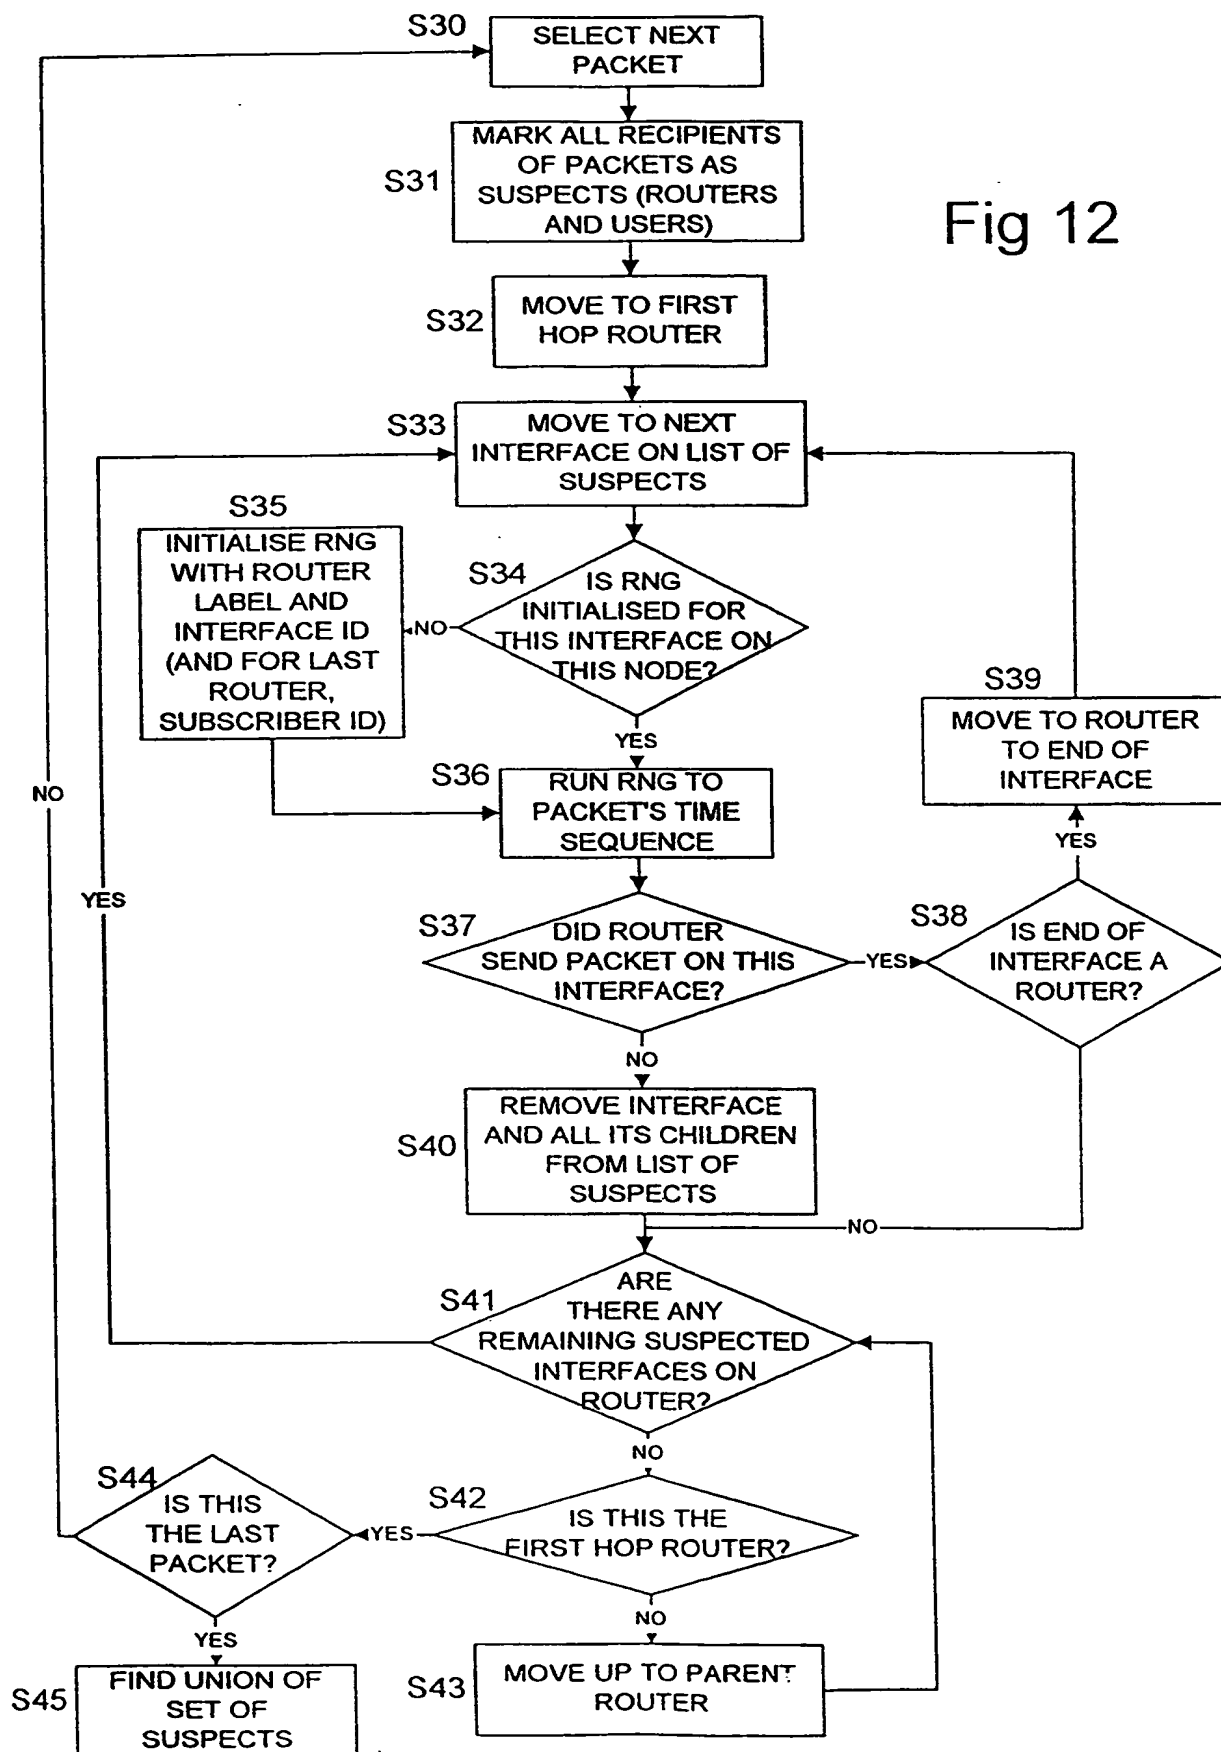 S30
SELECT NEXT
PACKET
S31
MARK ALL RECIPIENTS
OF PACKETS AS
SUSPECTS (ROUTERS
AND USERS)
Fig 12
S32
MOVE TO FIRST
HOP ROUTER
S33
MOVE TO NEXT
INTERFACE ON LIST OF
SUSPECTS
S35
INITIALISE RNG
WITH ROUTER
LABEL AND
INTERFACE ID
(AND FOR LAST
ROUTER,
SUBSCRIBER ID)
S34
IS RNG
INITIALISED FOR
THIS INTERFACE ON
THIS NODE?
NO
YES
S36
RUN RNG TO
PACKET'S TIME
SEQUENCE
S39
MOVE TO ROUTER
TO END OF
INTERFACE
YES
NO
YES
S37
DID ROUTER
SEND PACKET ON THIS
INTERFACE?
YES
S38
IS END OF
INTERFACE A
ROUTER?
NO
S40
REMOVE INTERFACE
AND ALL ITS CHILDREN
FROM LIST OF
SUSPECTS
NO
S41
ARE
THERE ANY
REMAINING SUSPECTED
INTERFACES ON
ROUTER?
NO
S44
IS THIS
THE LAST
PACKET?
YES
S42
IS THIS THE
FIRST HOP ROUTER?
NO
YES
S45
FIND UNION OF
SET OF
SUSPECTS
S43
MOVE UP TO PARENT
ROUTER